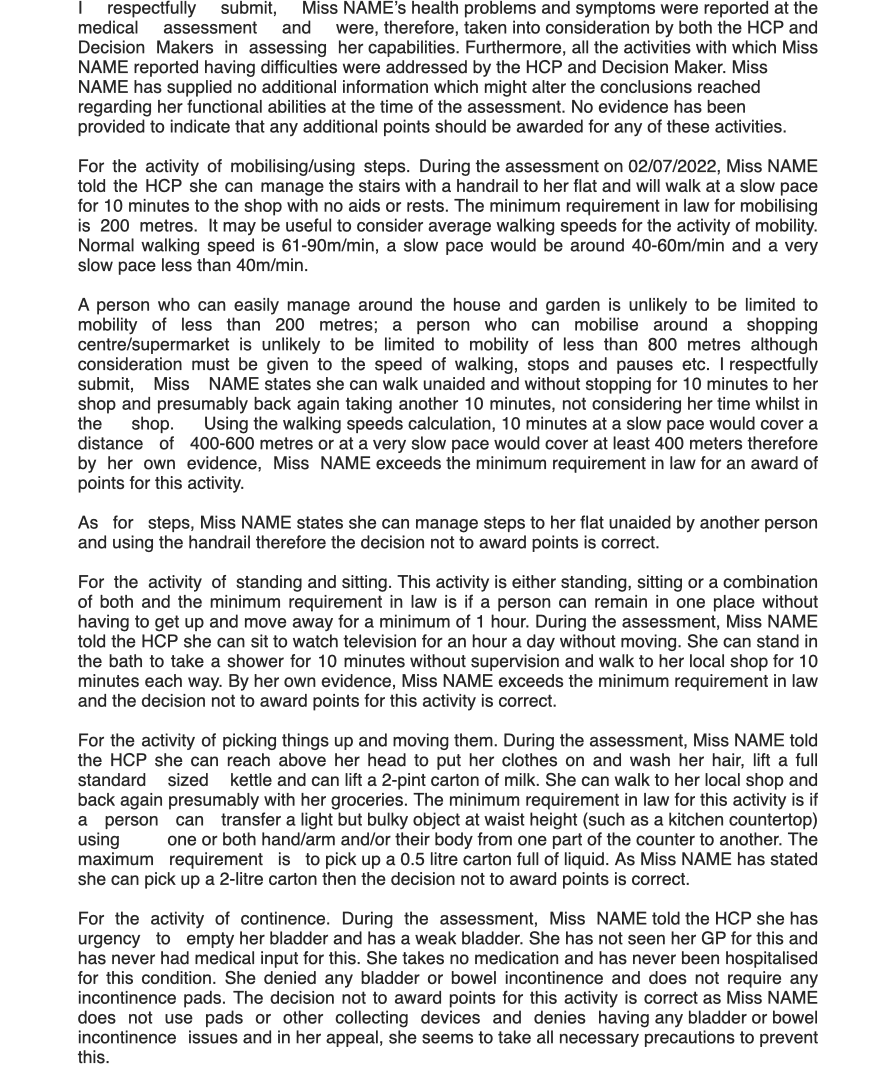 I respectfully submit, Miss NAME's health problems and symptoms were reported at the
medical assessment and were, therefore, taken into consideration by both the HCP and
Decision Makers in assessing her capabilities. Furthermore, all the activities with which Miss
NAME reported having difficulties were addressed by the HCP and Decision Maker. Miss
NAME has supplied no additional information which might alter the conclusions reached
regarding her functional abilities at the time of the assessment. No evidence has been
provided to indicate that any additional points should be awarded for any of these activities.

For the activity of mobilising/using steps. During the assessment on 02/07/2022, Miss NAME
told the HCP she can manage the stairs with a handrail to her flat and will walk at a slow pace
for 10 minutes to the shop with no aids or rests. The minimum requirement in law for mobilising
is 200 metres. It may be useful to consider average walking speeds for the activity of mobility.
Normal walking speed is 61-90m/min, a slow pace would be around 40-60m/min and a very
slow pace less than 40m/min.

A person who can easily manage around the house and garden is unlikely to be limited to
mobility of less than 200 metres; a person who can mobilise around a shopping
centre/supermarket is unlikely to be limited to mobility of less than 800 metres although
consideration must be given to the speed of walking, stops and pauses etc. I respectfully
submit, Miss NAME states she can walk unaided and without stopping for 10 minutes to her
shop and presumably back again taking another 10 minutes, not considering her time whilst in
the shop. Using the walking speeds calculation, 10 minutes at a slow pace would cover a
distance of 400-600 metres or at a very slow pace would cover at least 400 meters therefore
by her own evidence, Miss NAME exceeds the minimum requirement in law for an award of
points for this activity.

As for steps, Miss NAME states she can manage steps to her flat unaided by another person
and using the handrail therefore the decision not to award points is correct.

For the activity of standing and sitting. This activity is either standing, sitting or a combination
of both and the minimum requirement in law is if a person can remain in one place without
having to get up and move away for a minimum of 1 hour. During the assessment, Miss NAME
told the HCP she can sit to watch television for an hour a day without moving. She can stand in
the bath to take a shower for 10 minutes without supervision and walk to her local shop for 10
minutes each way. By her own evidence, Miss NAME exceeds the minimum requirement in law
and the decision not to award points for this activity is correct.

For the activity of picking things up and moving them. During the assessment, Miss NAME told
the HCP she can reach above her head to put her clothes on and wash her hair, lift a full
standard sized kettle and can lift a 2-pint carton of milk. She can walk to her local shop and
back again presumably with her groceries. The minimum requirement in law for this activity is if
a person can transfer a light but bulky object at waist height (such as a kitchen countertop)
using one or both hand/arm and/or their body from one part of the counter to another. The
maximum requirement is to pick up a 0.5 litre carton full of liquid. As Miss NAME has stated
she can pick up a 2-litre carton then the decision not to award points is correct.

For the activity of continence. During the assessment, Miss NAME told the HCP she has
urgency to empty her bladder and has a weak bladder. She has not seen her GP for this and
has never had medical input for this. She takes no medication and has never been hospitalised
for this condition. She denied any bladder or bowel incontinence and does not require any
incontinence pads. The decision not to award points for this activity is correct as Miss NAME
does not use pads or other collecting devices and denies having any bladder or bowel
incontinence issues and in her appeal, she seems to take all necessary precautions to prevent
this.